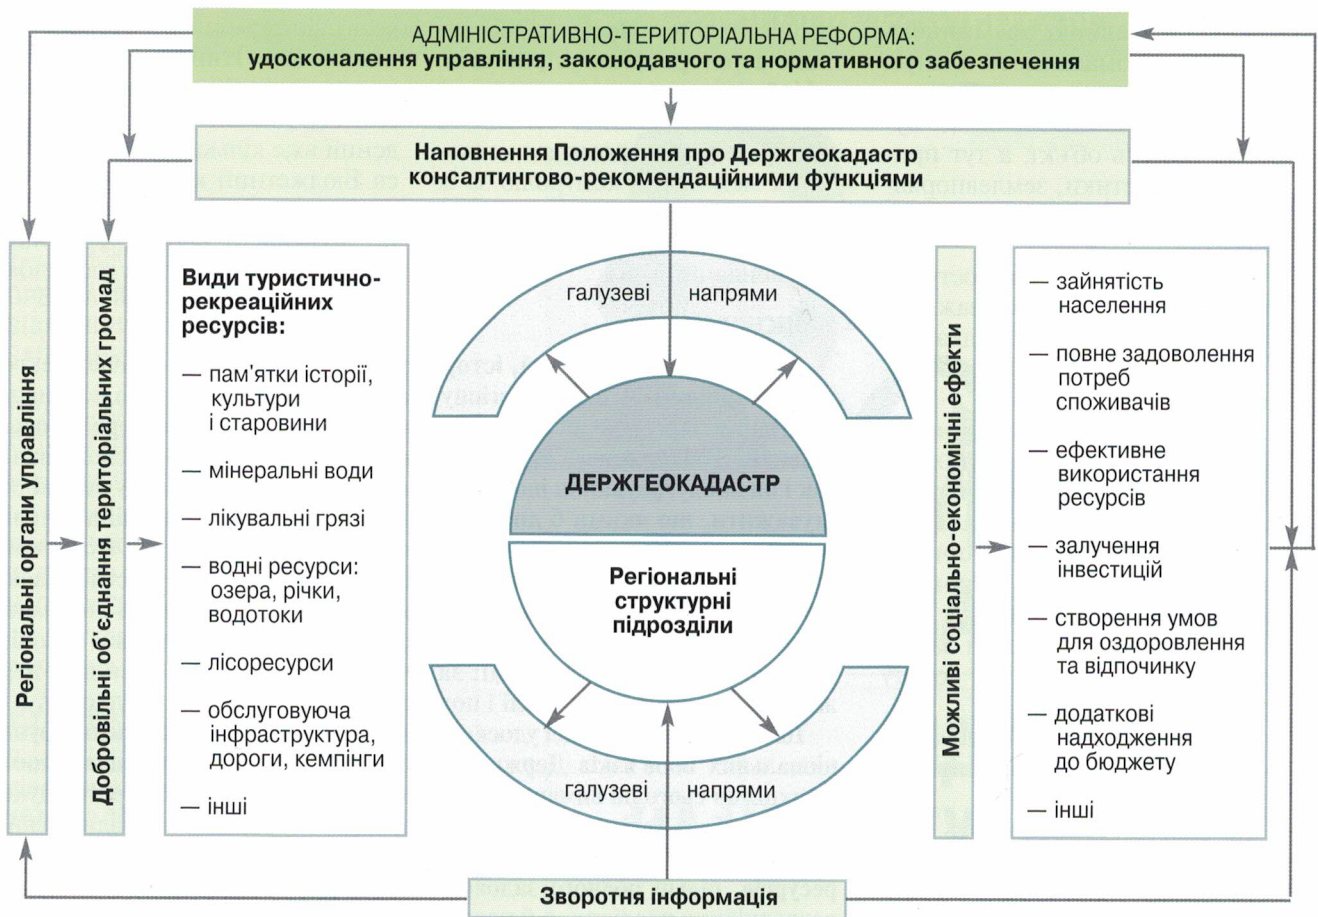 АДМІНІСТРАТИВНО-ТЕРИТОРІАЛЬНА РЕФОРМА:
удосконалення управління, законодавчого та нормативного забезпечення
Наповнення Положення про Держгеокадастр
консалтингово-рекомендаційними функціями
Регіональні органи управління
Добровільні об'єднання територіальних громад
Види туристично-
рекреаційних
ресурсів:
— пам'ятки історії,
культури
і старовини
— мінеральні води
— лікувальні грязі
— водні ресурси:
озера, річки,
водотоки
— лісоресурси
— обслуговуюча
інфраструктура,
дороги, кемпінги
— інші
галузеві напрями
ДЕРЖГЕОКАДАСТР
Регіональні
структурні
підрозділи
галузеві напрями
Можливі соціально-економічні ефекти
— зайнятість
населення
— повне задоволення
потреб
споживачів
— ефективне
використання
ресурсів
— залучення
інвестицій
— створення умов
для оздоровлення
та відпочинку
— додаткові
надходження
до бюджету
— інші
Зворотня інформація